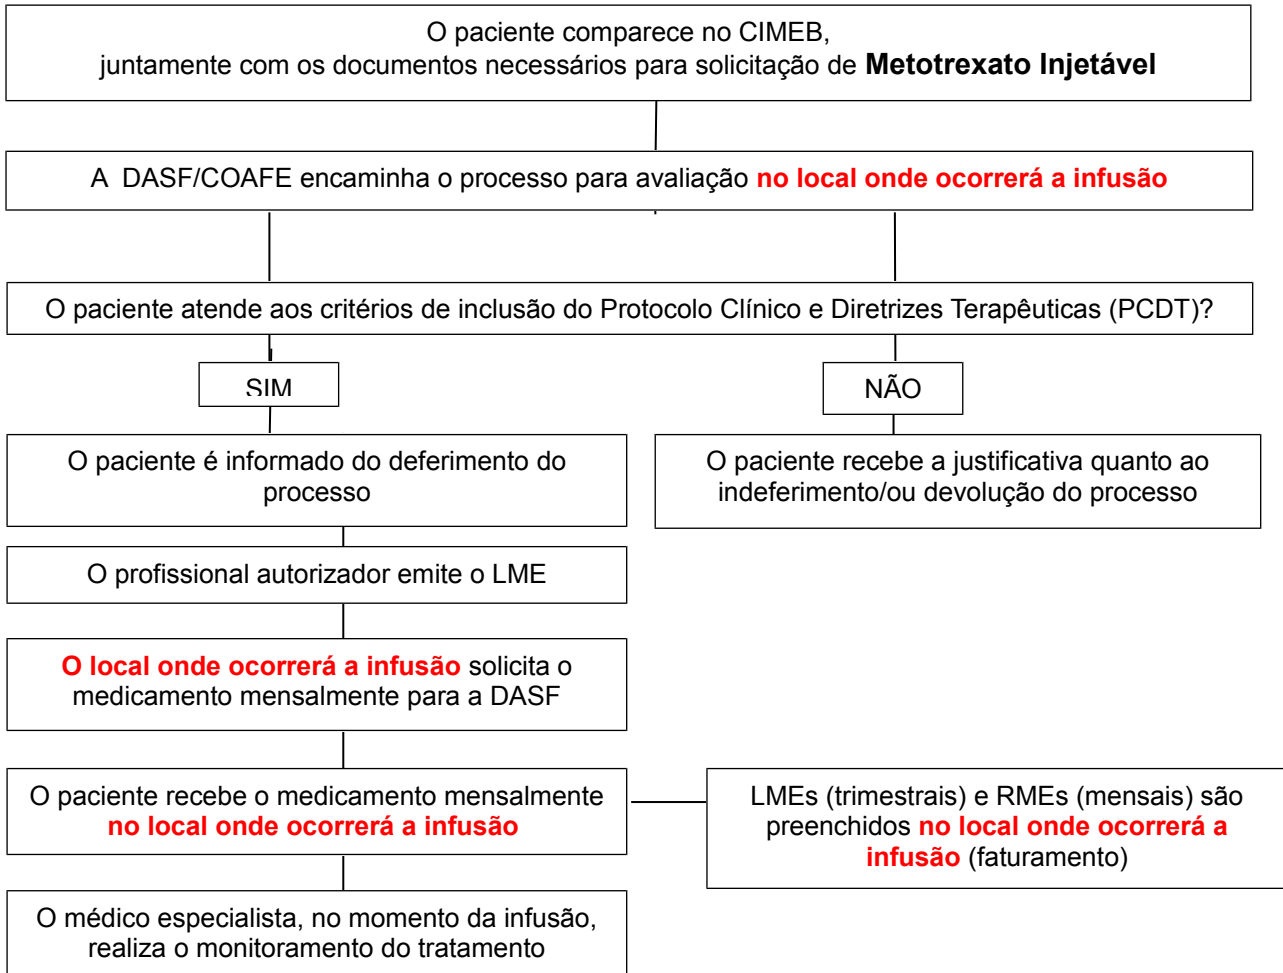 O paciente comparece no CIMEB,
juntamente com os documentos necessários para solicitação de Metotrexato Injetável
A DASF/COAFE encaminha o processo para avaliação no local onde ocorrerá a infusão
O paciente atende aos critérios de inclusão do Protocolo Clínico e Diretrizes Terapêuticas (PCDT)?
SIM
NÃO
O paciente é informado do deferimento do
processo
O paciente recebe a justificativa quanto ao
indeferimento/ou devolução do processo
O profissional autorizador emite o LME
O local onde ocorrerá a infusão solicita o
medicamento mensalmente para a DASF
O paciente recebe o medicamento mensalmente
no local onde ocorrerá a infusão
LMEs (trimestrais) e RMEs (mensais) são
preenchidos no local onde ocorrerá a
infusão (faturamento)
O médico especialista, no momento da infusão,
realiza o monitoramento do tratamento